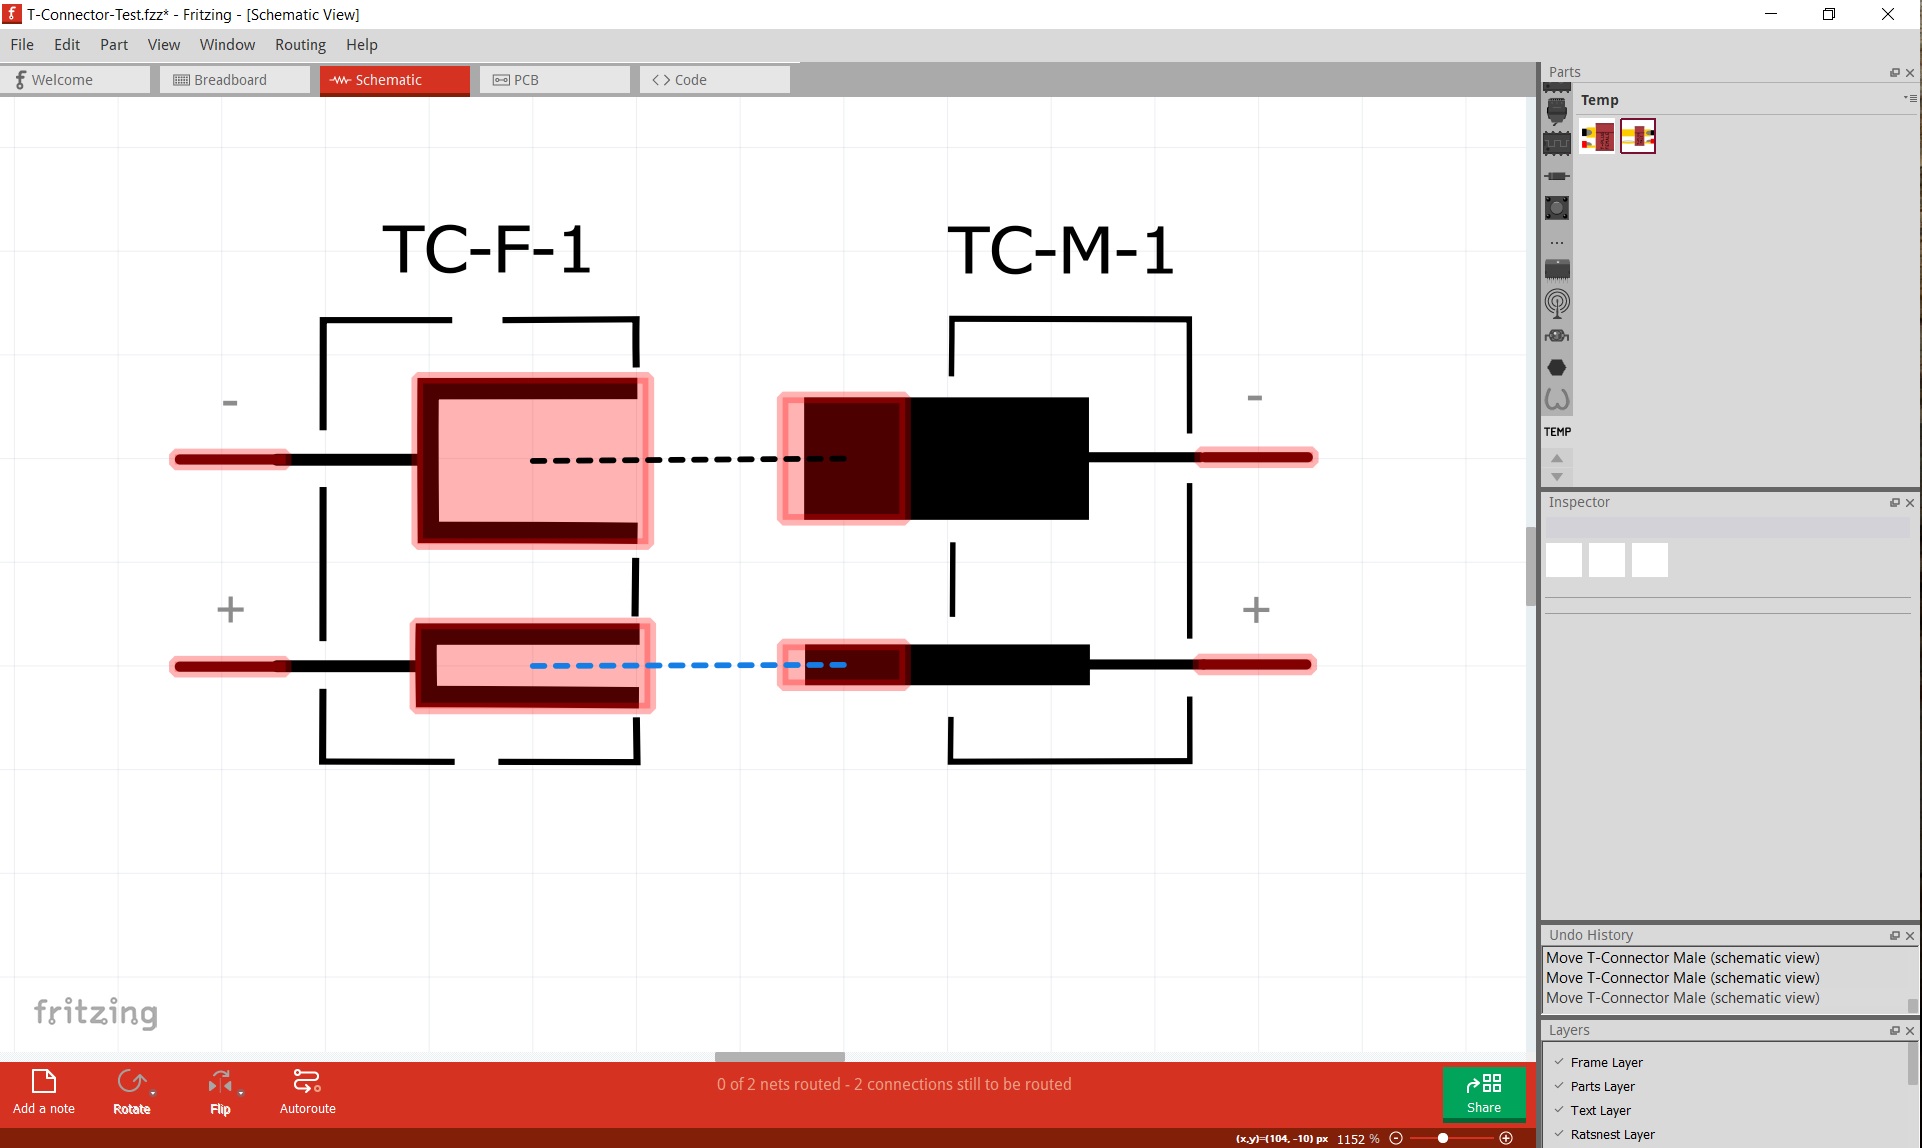 T-Connector-Test.fzz* - Fritzing - [Schematic View]
File Edit Part View Window Routing Help
Welcome
Breadboard
Schematic
PCB
Code
Parts
Temp
TEMP
TC-F-1
TC-M-1
-
-
+
+
Inspector
Undo History
Move T-Connector Male (schematic view)
Move T-Connector Male (schematic view)
Move T-Connector Male (schematic view)
fritzing
Layers
Frame Layer
Parts Layer
Text Layer
Ratsnest Layer
Add a note
Rotate
Flip
Autoroute
0 of 2 nets routed - 2 connections still to be routed
Share
(x,y)=(104, -10) px 1152 %